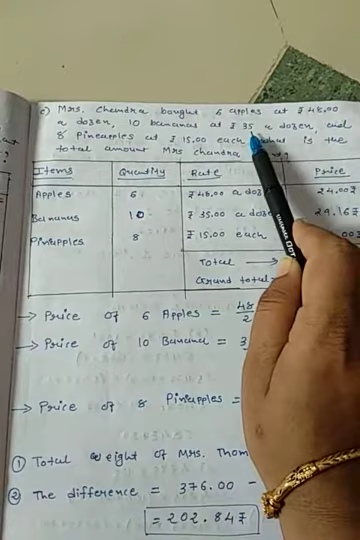 c) Mrs. Chandra bought 6 apples at ₹ 48.00
a dozen, 10 bananas at ₹ 35 a dozen, and
8 Pineapples at ₹ 15.00 each. What is the
total amount Mrs Chandra
Items Quantity Rate Price
Apples 6 ₹ 48.00 a doz 24.00
Bananas 10 ₹ 35.00 a doze 29.16₹
Pineapples 8 ₹ 15.00 each
Total →
Grand total
→ Price of 6 Apples = 48/2
→ Price of 10 Banana = 3
→ Price of 8 Pineapples =
① Total weight of Mrs. Thom
② The difference = 376.00 -
= 202.84₹